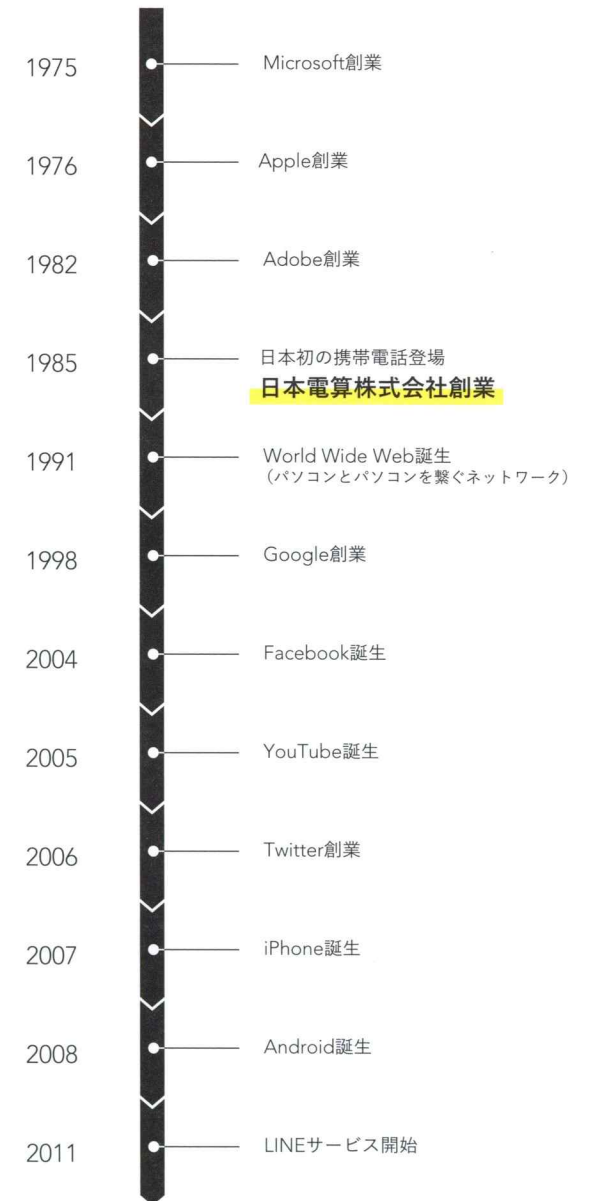 1975
Microsoft創業
1976
Apple創業
1982
Adobe創業
1985
日本初の携帯電話登場
日本電算株式会社創業
1991
World Wide Web誕生
（パソコンとパソコンを繋ぐネットワーク）
1998
Google創業
2004
Facebook誕生
2005
YouTube誕生
2006
Twitter創業
2007
iPhone誕生
2008
Android誕生
2011
LINEサービス開始